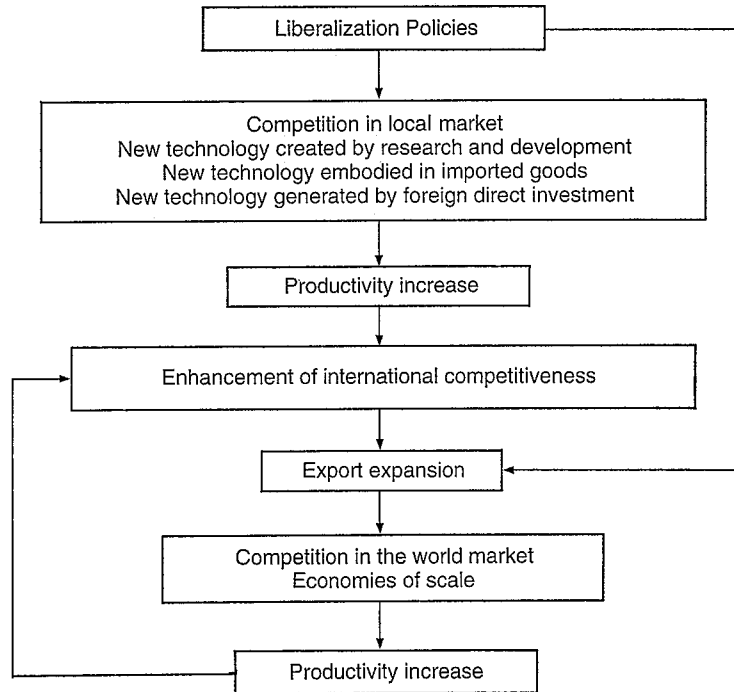 Liberalization Policies
Competition in local market
New technology created by research and development
New technology embodied in imported goods
New technology generated by foreign direct investment
Productivity increase
Enhancement of international competitiveness
Export expansion
Competition in the world market
Economies of scale
Productivity increase